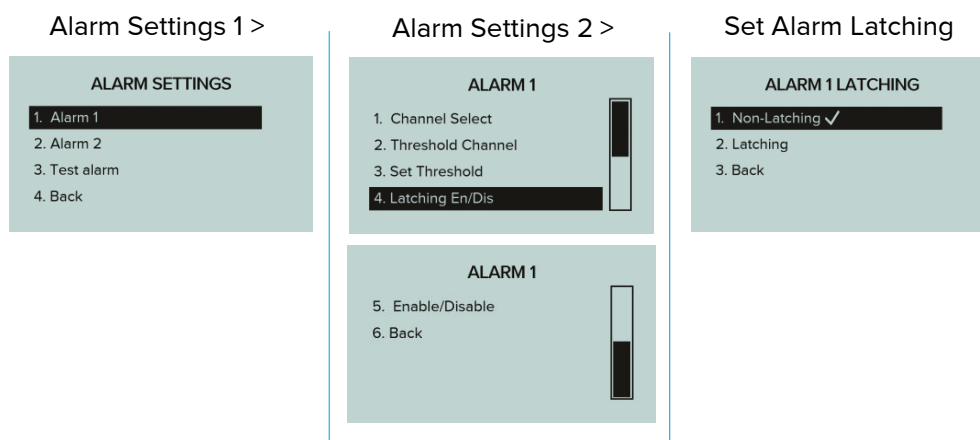 Alarm Settings 1 >
ALARM SETTINGS
1. Alarm 1
2. Alarm 2
3. Test alarm
4. Back
Alarm Settings 2 >
ALARM 1
1. Channel Select
2. Threshold Channel
3. Set Threshold
4. Latching En/Dis
ALARM 1
5. Enable/Disable
6. Back
Set Alarm Latching
ALARM 1 LATCHING
1. Non-Latching ✓
2. Latching
3. Back